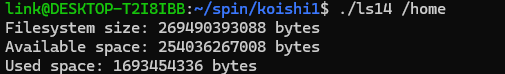 link@DESKTOP-T2I8IBB:~/spin/koishi1$ ./ls14 /home
Filesystem size: 269490393088 bytes
Available space: 254036267008 bytes
Used space: 1693454336 bytes